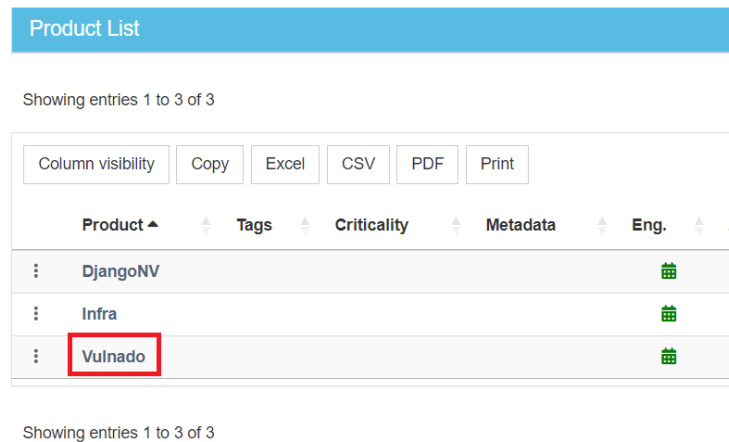 Product List
Showing entries 1 to 3 of 3
Column visibility Copy Excel CSV PDF Print
Product Tags Criticality Metadata Eng.
DjangoNV
Infra
Vulnado
Showing entries 1 to 3 of 3